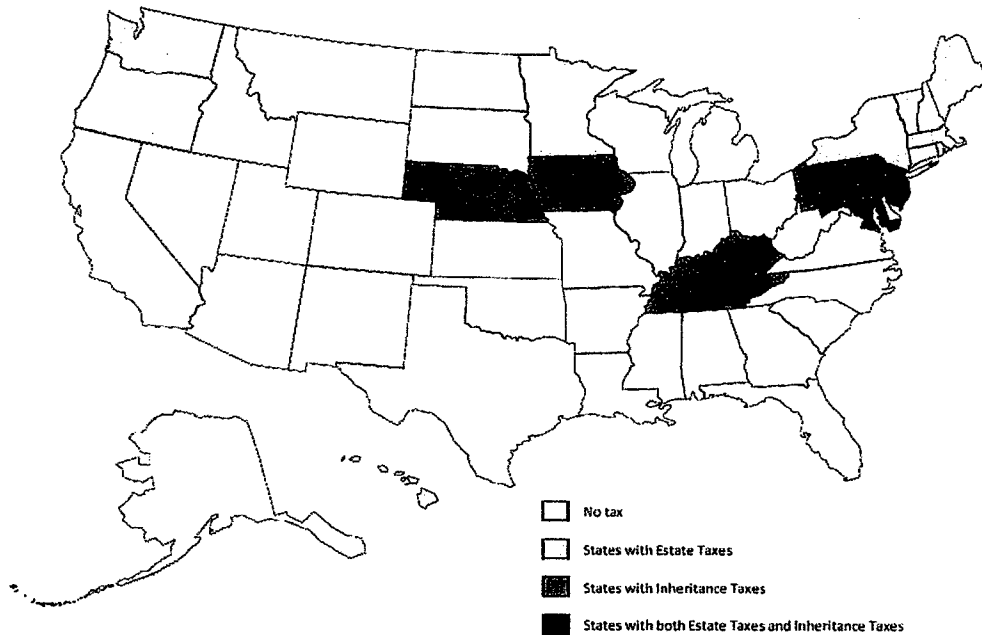 No tax
States with Estate Taxes
States with Inheritance Taxes
States with both Estate Taxes and Inheritance Taxes